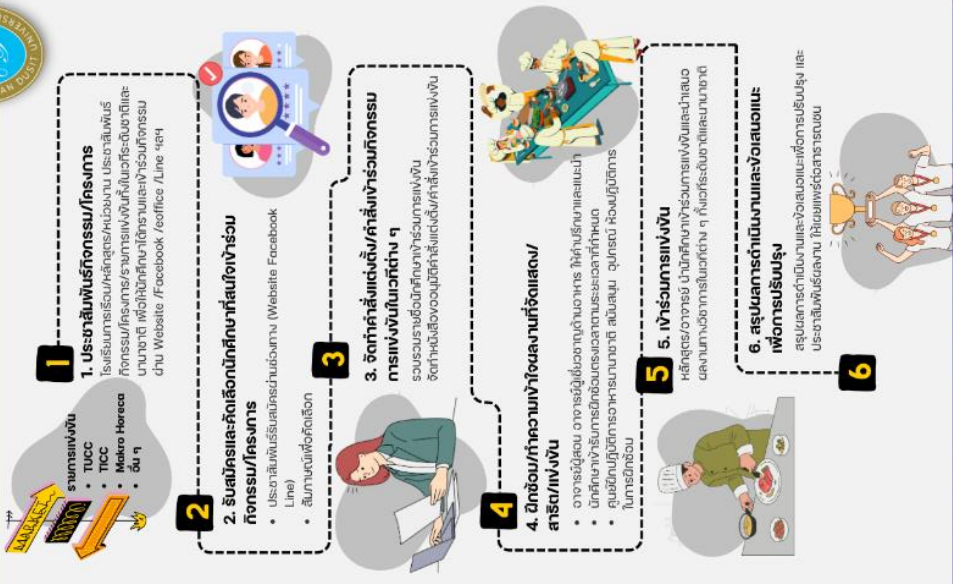 UNIVERSITY
AN DUSIT
MARKET
รายการแข่งขัน
• TUCC
• TICC
• Makro Horeca
• อื่น ๆ
1
1. ประชาสัมพันธ์กิจกรรม/โครงการ
โรงเรียนการเรือน/หลักสูตร/หน่วยงาน ประชาสัมพันธ์
กิจกรรม/โครงการ/รายการแข่งขันทั้งในเวทีระดับชาติและ
นานาชาติ เพื่อให้นักศึกษาได้ทราบและเข้าร่วมกิจกรรม
ผ่าน Website /Facebook /eoffice /Line ฯลฯ
2
2. รับสมัครและคัดเลือกนักศึกษาที่สนใจเข้าร่วม
กิจกรรม/โครงการ
• ประชาสัมพันธ์รับสมัครผ่านช่องทาง (Website Facebook
Line)
• สัมภาษณ์เพื่อคัดเลือก
3
3. จัดทำคำสั่งแต่งตั้ง/คำสั่งเข้าร่วมกิจกรรม
การแข่งขันในเวทีต่าง ๆ
รวบรวมรายชื่อนักศึกษาเข้าร่วมการแข่งขัน
จัดทำหนังสือขออนุมัติคำสั่งแต่งตั้ง/คำสั่งเข้าร่วมการแข่งขัน
4
4. ฝึกซ้อม/ทำความเข้าใจผลงานที่จัดแสดง/
สาธิต/แข่งขัน
• อาจารย์ผู้สอน อาจารย์ผู้เชี่ยวชาญด้านอาหาร ให้คำปรึกษาและแนะนำ
• นักศึกษาเข้ารับการฝึกซ้อมตรงเวลาตามระยะเวลาที่กำหนด
• ศูนย์ฝึกปฏิบัติการอาหารนานาชาติ สนับสนุน อุปกรณ์ ห้องปฏิบัติการ
ในการฝึกซ้อม
5
5. เข้าร่วมการแข่งขัน
หลักสูตร/อาจารย์ นำนักศึกษาเข้าร่วมการแข่งขันและนำเสนอ
ผลงานทางวิชาการในเวทีต่าง ๆ ทั้งเวทีระดับชาติและนานาชาติ
6
6. สรุปผลการดำเนินงานและข้อเสนอแนะ
เพื่อการปรับปรุง
สรุปผลการดำเนินงานและข้อเสนอแนะเพื่อการปรับปรุง และ
ประชาสัมพันธ์ผลงาน ให้เผยแพร่ต่อสาธารณชน